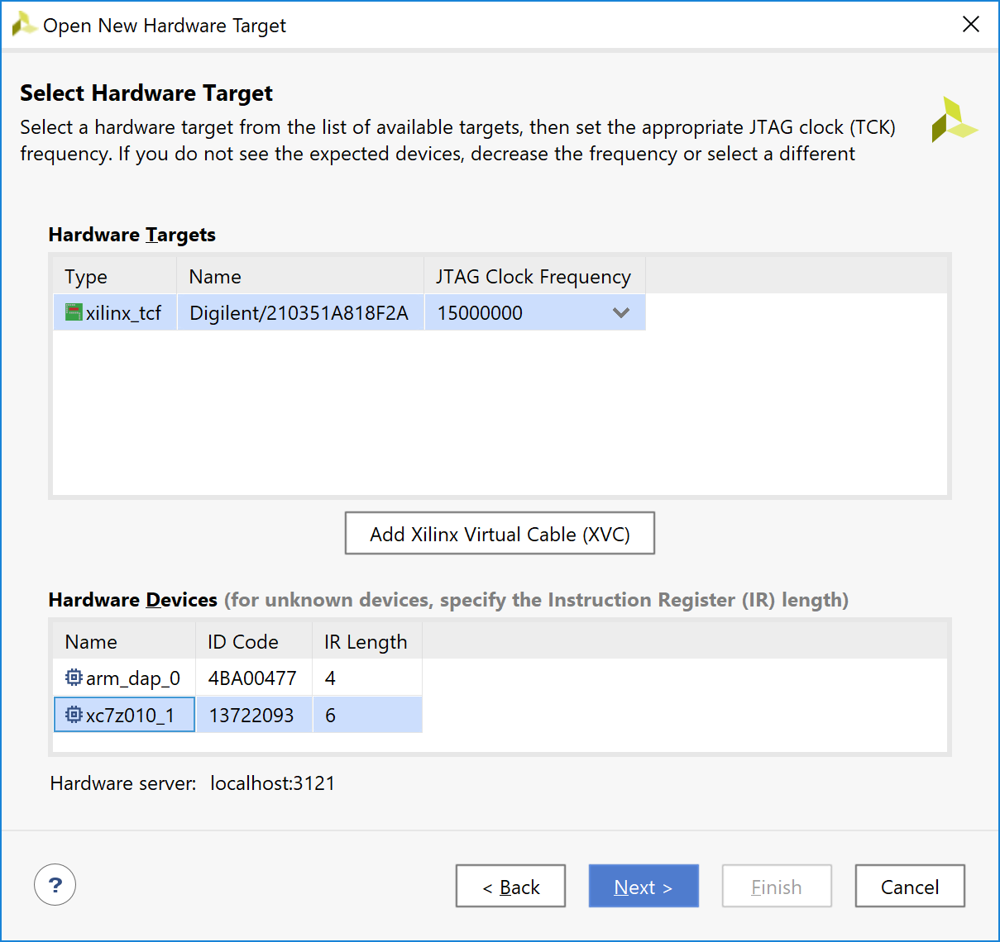 Open New Hardware Target
Select Hardware Target
Select a hardware target from the list of available targets, then set the appropriate JTAG clock (TCK)
frequency. If you do not see the expected devices, decrease the frequency or select a different
Hardware Targets
Type Name JTAG Clock Frequency
xilinx_tcf Digilent/210351A818F2A 15000000
Add Xilinx Virtual Cable (XVC)
Hardware Devices (for unknown devices, specify the Instruction Register (IR) length)
Name ID Code IR Length
arm_dap_0 4BA00477 4
xc7z010_1 13722093 6
Hardware server: localhost:3121
? < Back Next > Finish Cancel